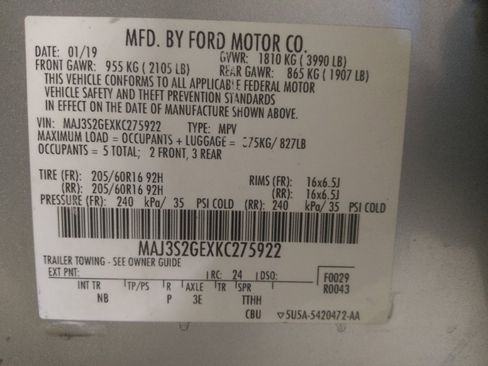 MFD. BY FORD MOTOR CO.
DATE: 01/19 GVWR: 1810 KG ( 3990 LB)
FRONT GAWR: 955 KG ( 2105 LB) REAR GAWR: 865 KG ( 1907 LB)
THIS VEHICLE CONFORMS TO ALL APPLICABLE FEDERAL MOTOR
VEHICLE SAFETY AND THEFT PREVENTION STANDARDS
IN EFFECT ON THE DATE OF MANUFACTURE SHOWN ABOVE.
VIN: MAJ3S2GEXKC275922 TYPE: MPV
MAXIMUM LOAD = OCCUPANTS + LUGGAGE = 375KG/ 827LB
OCCUPANTS = 5 TOTAL; 2 FRONT, 3 REAR
TIRE (FR): 205/60R16 92H RIMS (FR): 16x6.5J
(RR): 205/60R16 92H (RR): 16x6.5J
PRESSURE (FR): 240 kPa/ 35 PSI COLD (RR): 240 kPa/ 35 PSI COLD
MAJ3S2GEXKC275922
TRAILER TOWING - SEE OWNER GUIDE
EXT PNT: RC: 24 DSO: F0029
INT TR TP/PS R AXLE TR SPR R0043
NB P 3E TTHH
CBU ▽5U5A-5420472-AA